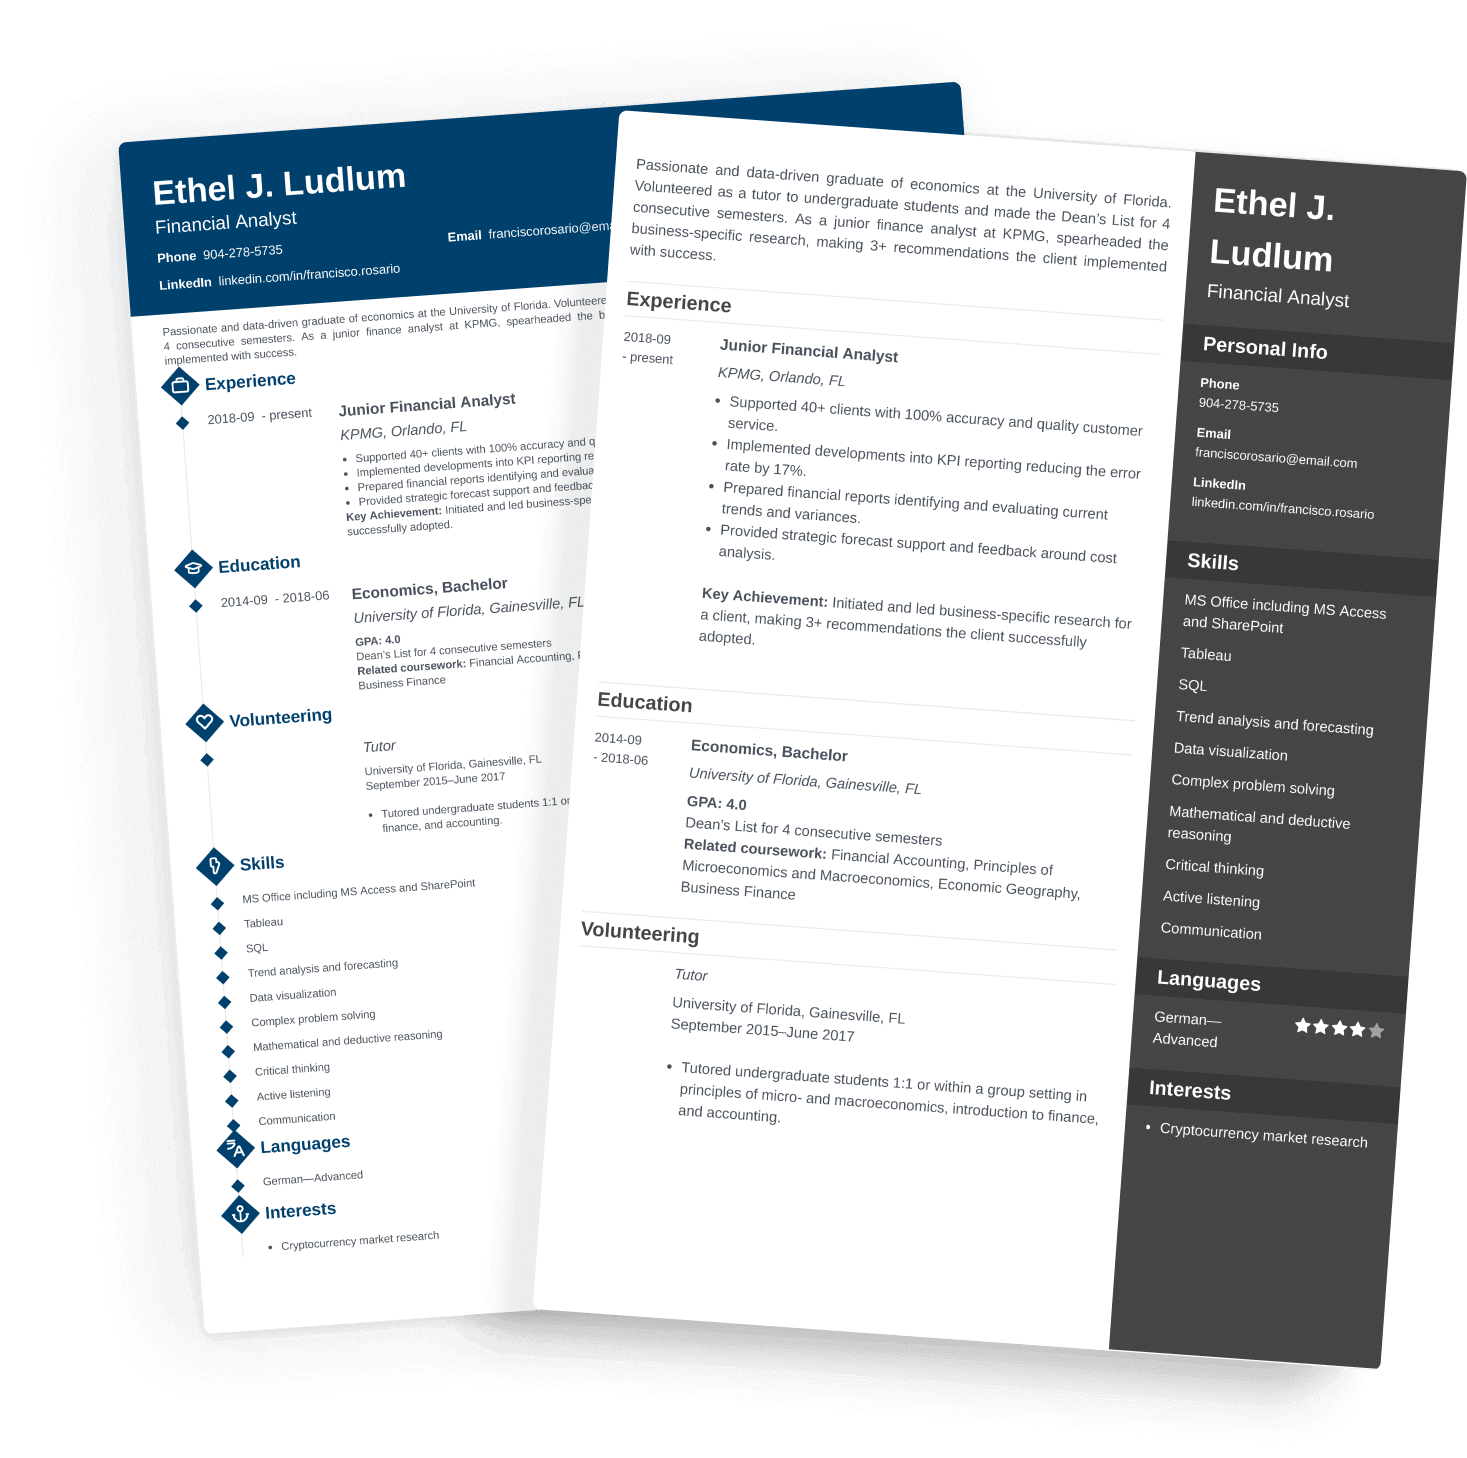 Ethel J. Ludlum
Financial Analyst
Phone 904-278-5735
Email franciscorosario@ema
LinkedIn linkedin.com/in/francisco.rosario
Passionate and data-driven graduate of economics at the University of Florida. Volunteere
4 consecutive semesters. As a junior finance analyst at KPMG, spearheaded the b
implemented with success.
Experience
2018-09 - present
Junior Financial Analyst
KPMG, Orlando, FL
• Supported 40+ clients with 100% accuracy and q
• Implemented developments into KPI reporting re
• Prepared financial reports identifying and evalua
• Provided strategic forecast support and feedbac
Key Achievement: Initiated and led business-spe
successfully adopted.
Education
2014-09 - 2018-06
Economics, Bachelor
University of Florida, Gainesville, FL
GPA: 4.0
Dean's List for 4 consecutive semesters
Related coursework: Financial Accounting,
Business Finance
Volunteering
Tutor
University of Florida, Gainesville, FL
September 2015–June 2017
• Tutored undergraduate students 1:1 or
finance, and accounting.
Skills
MS Office including MS Access and SharePoint
Tableau
SQL
Trend analysis and forecasting
Data visualization
Complex problem solving
Mathematical and deductive reasoning
Critical thinking
Active listening
Communication
Languages
German—Advanced
Interests
• Cryptocurrency market research
Passionate and data-driven graduate of economics at the University of Florida.
Volunteered as a tutor to undergraduate students and made the Dean's List for 4
consecutive semesters. As a junior finance analyst at KPMG, spearheaded the
business-specific research, making 3+ recommendations the client implemented
with success.
Experience
2018-09
- present
Junior Financial Analyst
KPMG, Orlando, FL
• Supported 40+ clients with 100% accuracy and quality customer
service.
• Implemented developments into KPI reporting reducing the error
rate by 17%.
• Prepared financial reports identifying and evaluating current
trends and variances.
• Provided strategic forecast support and feedback around cost
analysis.
Key Achievement: Initiated and led business-specific research for
a client, making 3+ recommendations the client successfully
adopted.
Education
2014-09
- 2018-06
Economics, Bachelor
University of Florida, Gainesville, FL
GPA: 4.0
Dean's List for 4 consecutive semesters
Related coursework: Financial Accounting, Principles of
Microeconomics and Macroeconomics, Economic Geography,
Business Finance
Volunteering
Tutor
University of Florida, Gainesville, FL
September 2015–June 2017
• Tutored undergraduate students 1:1 or within a group setting in
principles of micro- and macroeconomics, introduction to finance,
and accounting.
Ethel J.
Ludlum
Financial Analyst
Personal Info
Phone
904-278-5735
Email
franciscorosario@email.com
LinkedIn
linkedin.com/in/francisco.rosario
Skills
MS Office including MS Access
and SharePoint
Tableau
SQL
Trend analysis and forecasting
Data visualization
Complex problem solving
Mathematical and deductive
reasoning
Critical thinking
Active listening
Communication
Languages
German—
Advanced
Interests
• Cryptocurrency market research